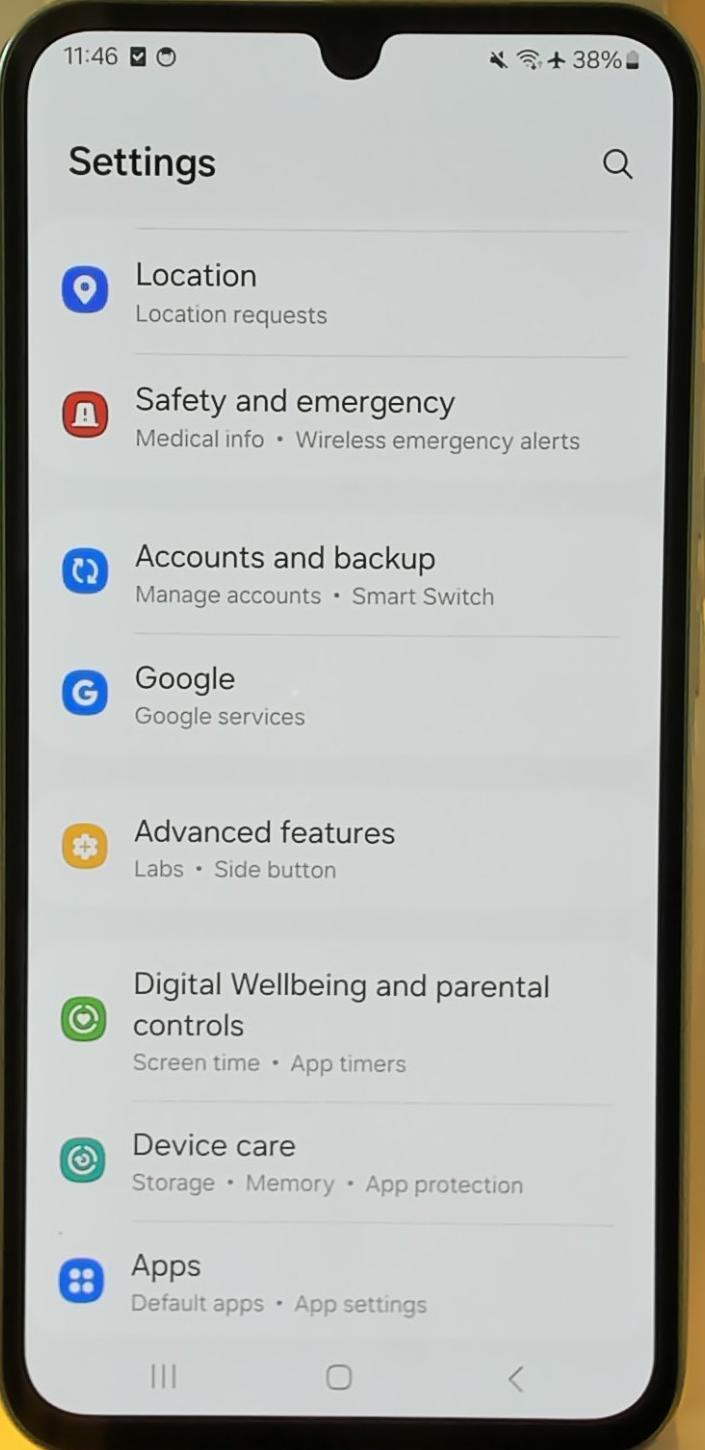 11:46 38%
Settings
Location
Location requests
Safety and emergency
Medical info • Wireless emergency alerts
Accounts and backup
Manage accounts • Smart Switch
G
Google
Google services
Advanced features
Labs • Side button
Digital Wellbeing and parental
controls
Screen time • App timers
Device care
Storage • Memory • App protection
Apps
Default apps • App settings